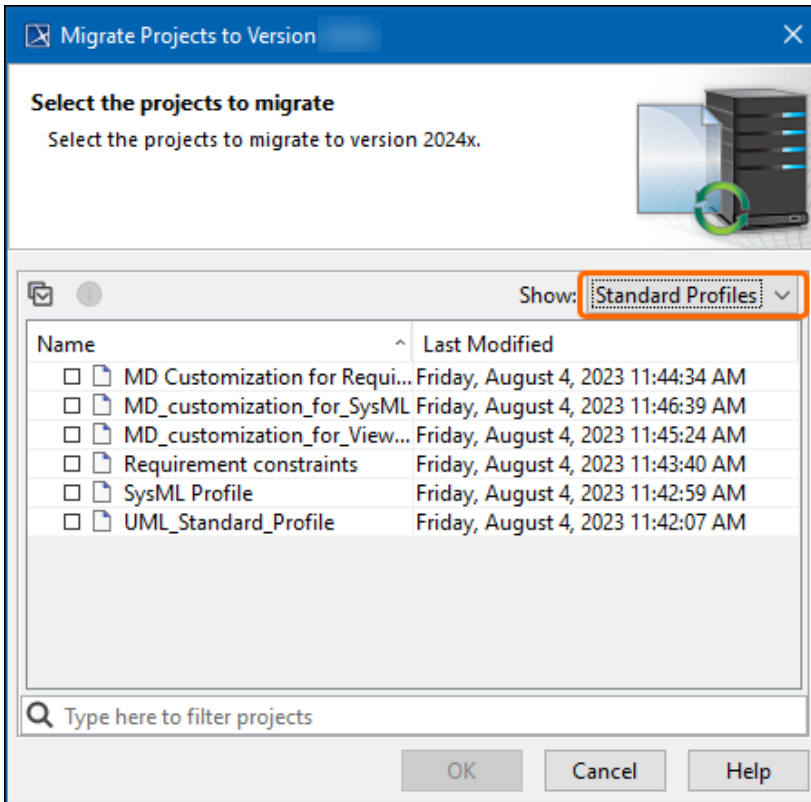 Migrate Projects to Version
Select the projects to migrate
Select the projects to migrate to version 2024x.
Show: Standard Profiles
Name Last Modified
MD Customization for Requi... Friday, August 4, 2023 11:44:34 AM
MD_customization_for_SysML Friday, August 4, 2023 11:46:39 AM
MD_customization_for_View... Friday, August 4, 2023 11:45:24 AM
Requirement constraints Friday, August 4, 2023 11:43:40 AM
SysML Profile Friday, August 4, 2023 11:42:59 AM
UML_Standard_Profile Friday, August 4, 2023 11:42:07 AM
Type here to filter projects
OK Cancel Help